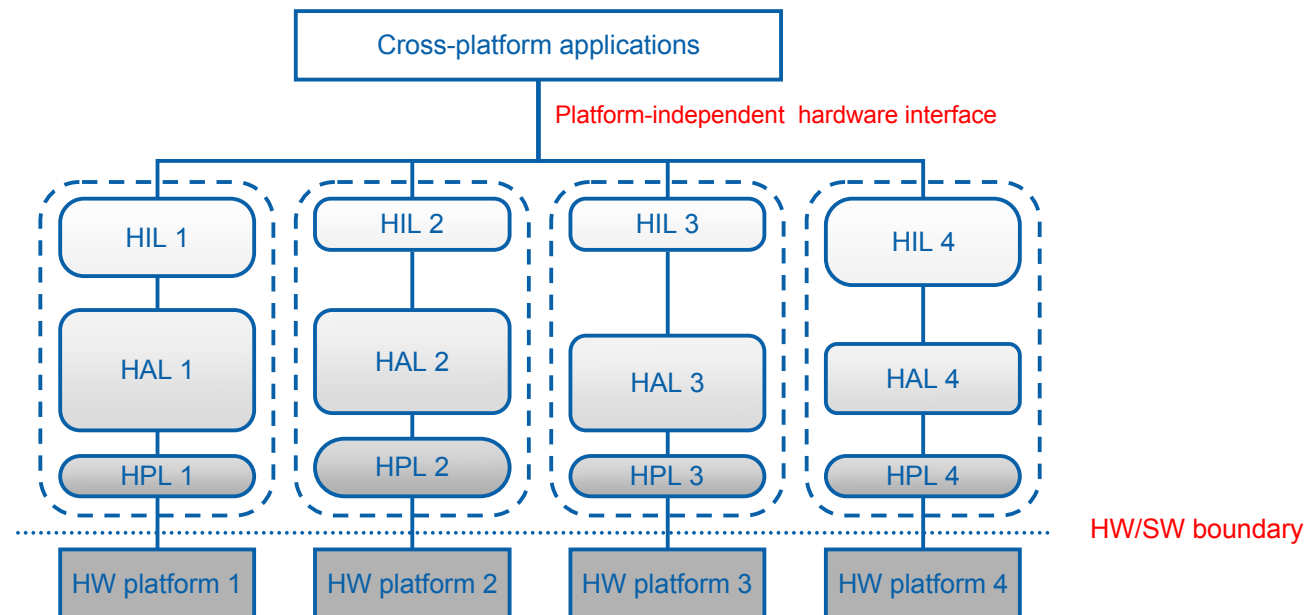 Cross-platform applications
Platform-independent hardware interface
HIL 1
HIL 2
HIL 3
HIL 4
HAL 1
HAL 2
HAL 3
HAL 4
HPL 1
HPL 2
HPL 3
HPL 4
HW/SW boundary
HW platform 1
HW platform 2
HW platform 3
HW platform 4